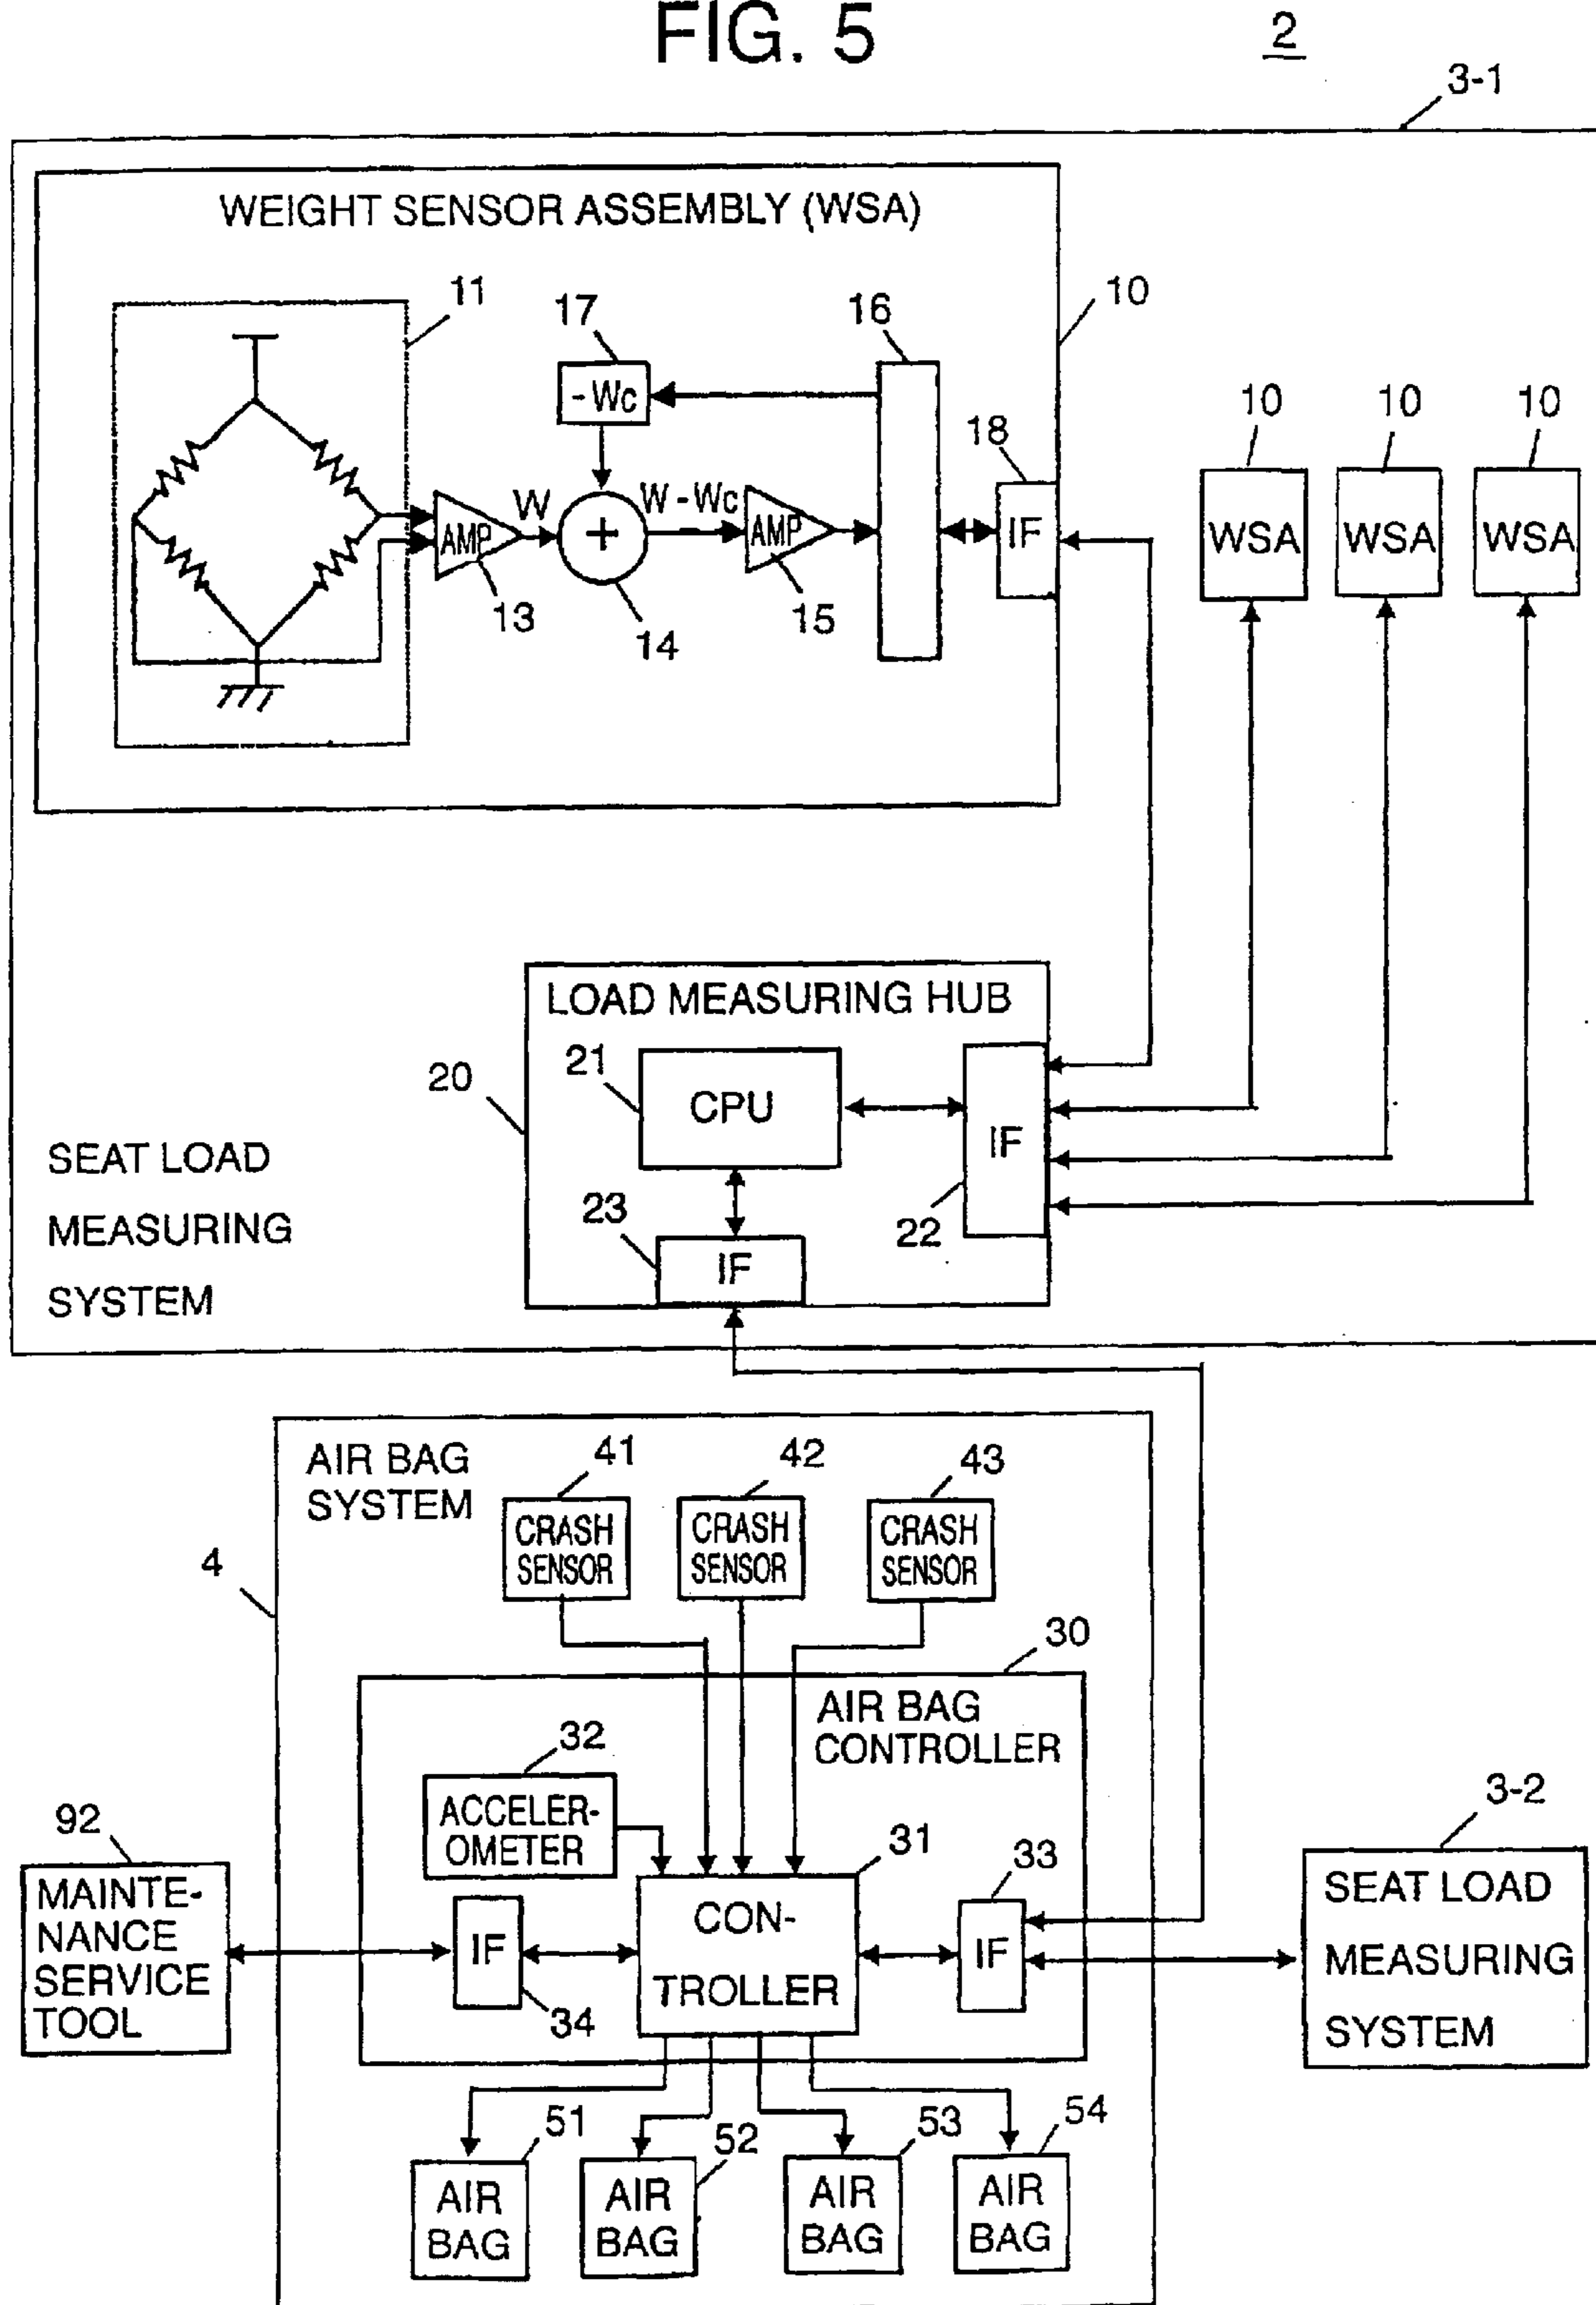 FIG. 5
2
3-1
WEIGHT SENSOR ASSEMBLY (WSA)
11
17
16
10
-Wc
18
10
10
10
W
W-Wc
AMP
+
AMP
IF
WSA
WSA
WSA
13
14
15
LOAD MEASURING HUB
20
21
CPU
IF
22
23
IF
SEAT LOAD
MEASURING
SYSTEM
AIR BAG
SYSTEM
41
42
43
CRASH
SENSOR
CRASH
SENSOR
CRASH
SENSOR
4
30
AIR BAG
CONTROLLER
32
ACCELER-
OMETER
31
33
3-2
92
MAINTE-
NANCE
SERVICE
TOOL
IF
34
CON-
TROLLER
IF
SEAT LOAD
MEASURING
SYSTEM
51
52
53
54
AIR
BAG
AIR
BAG
AIR
BAG
AIR
BAG